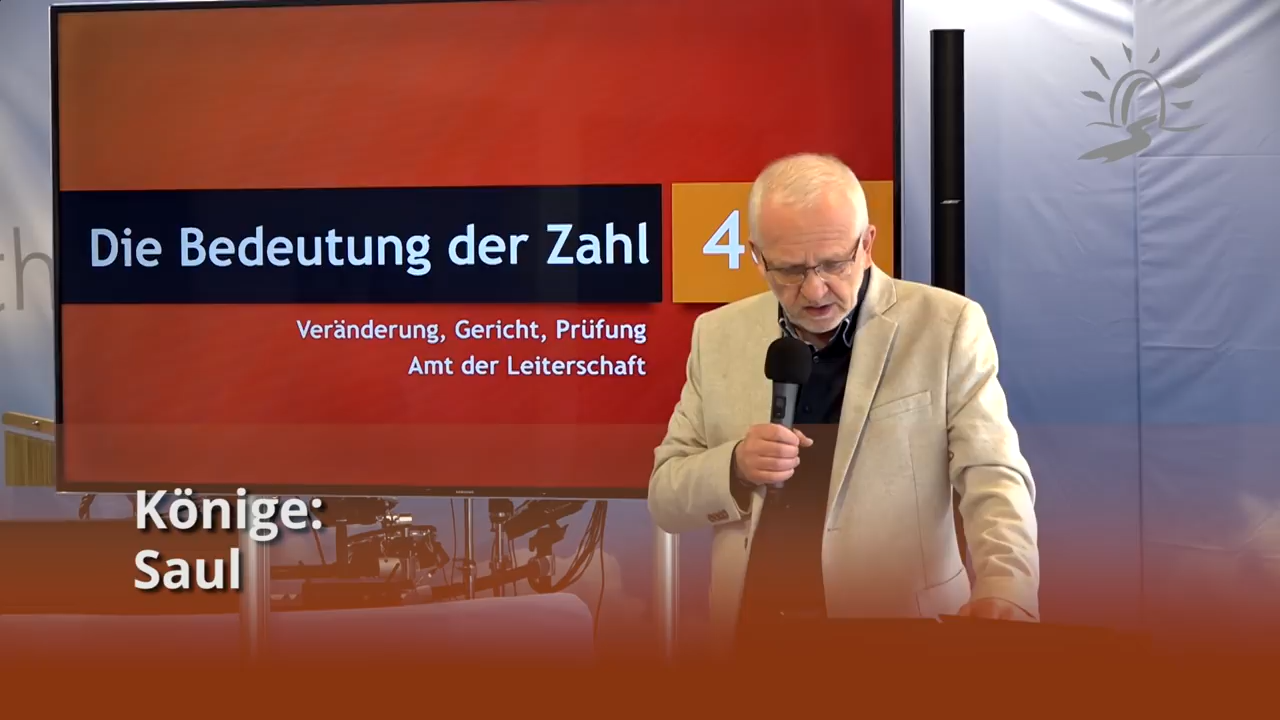 Die Bedeutung der Zahl 4
Veränderung, Gericht, Prüfung
Amt der Leiterschaft
Könige:
Saul